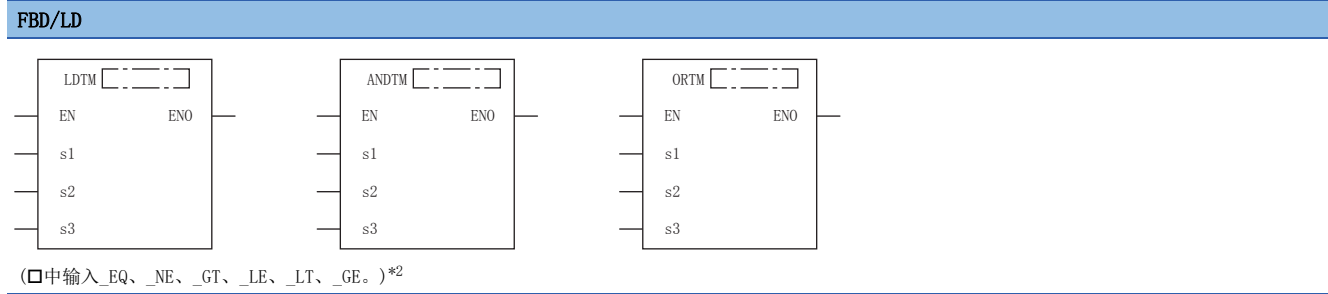 FBD/LD
LDTM ANDTM ORTM
EN ENO EN ENO EN ENO
s1 s1 s1
s2 s2 s2
s3 s3 s3
(□中输入_EQ、_NE、_GT、_LE、_LT、_GE。)*2